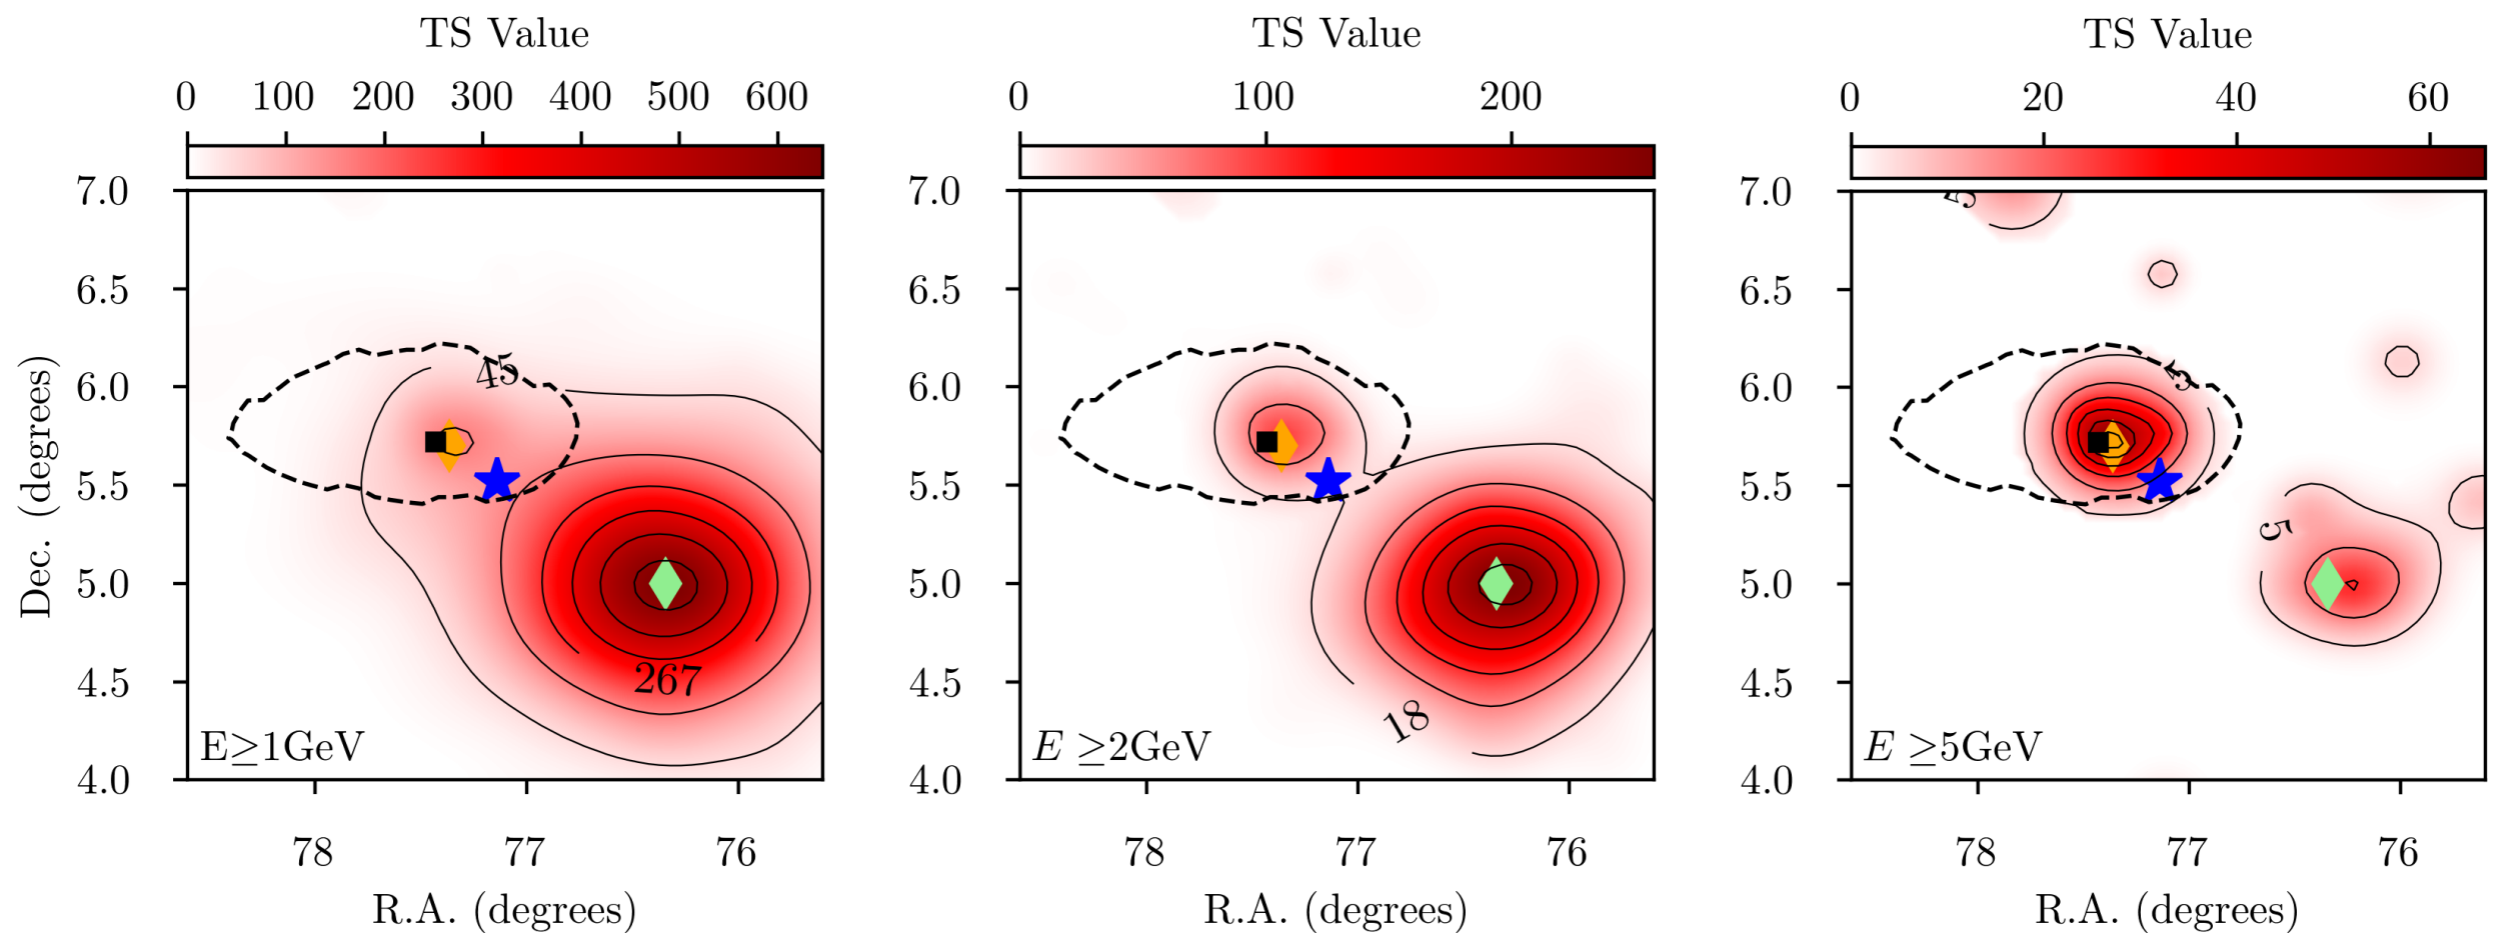 TS Value TS Value TS Value
0 100 200 300 400 500 600 0 100 200 0 20 40 60
7.0 7.0 7.0
6.5 6.5 6.5
6.0 6.0 6.0
5.5 5.5 5.5
5.0 5.0 5.0
4.5 4.5 4.5
4.0 4.0 4.0
Dec. (degrees)
45
267
E≥1GeV
18
E ≥2GeV
5
5
5
E ≥5GeV
78 77 76 78 77 76 78 77 76
R.A. (degrees) R.A. (degrees) R.A. (degrees)